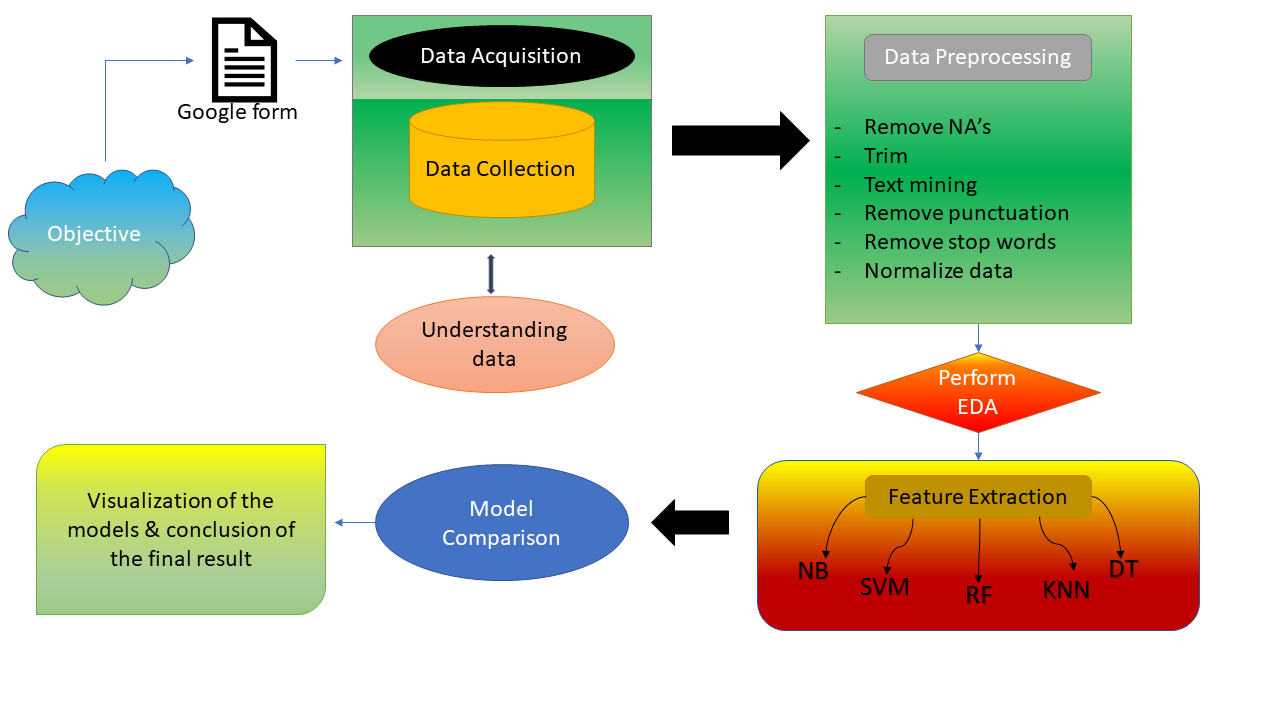 Objective
Google form
Data Acquisition
Data Collection
Understanding
data
Data Preprocessing
- Remove NA’s
- Trim
- Text mining
- Remove punctuation
- Remove stop words
- Normalize data
Perform
EDA
Feature Extraction
NB
SVM
RF
KNN
DT
Model
Comparison
Visualization of the
models & conclusion of
the final result